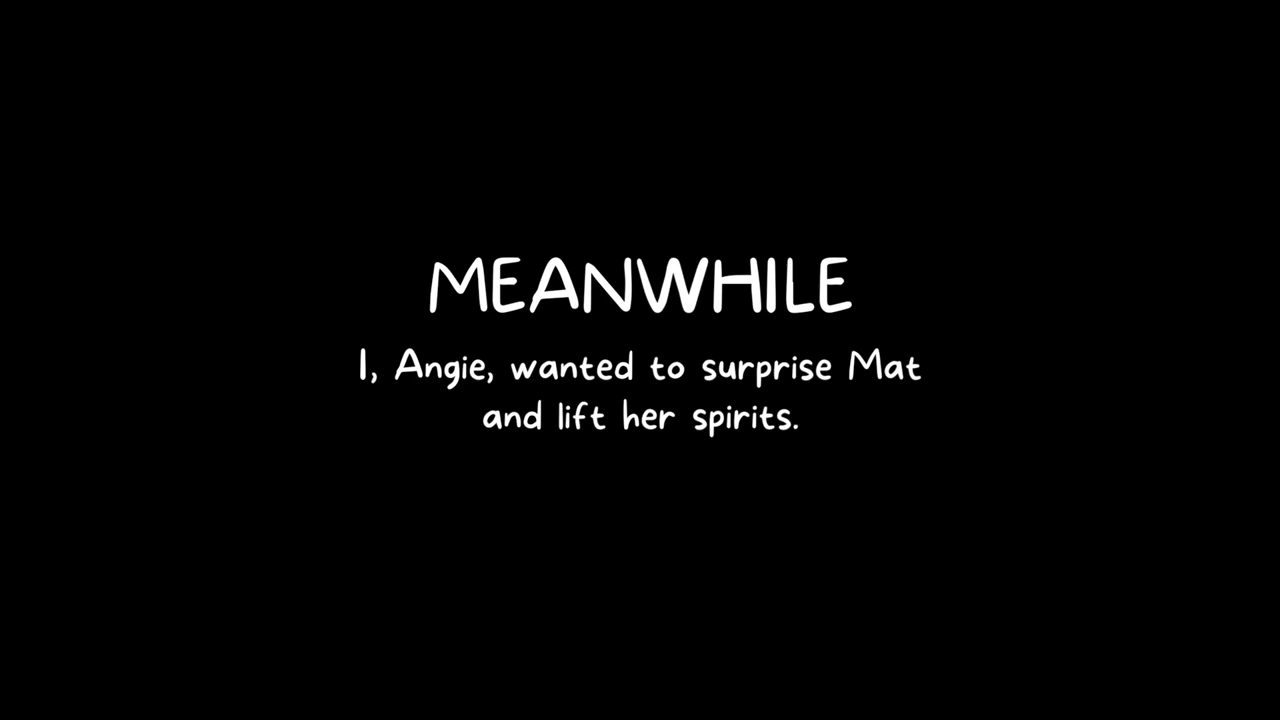 MEANWHILE
I, Angie, wanted to surprise Mat
and lift her spirits.